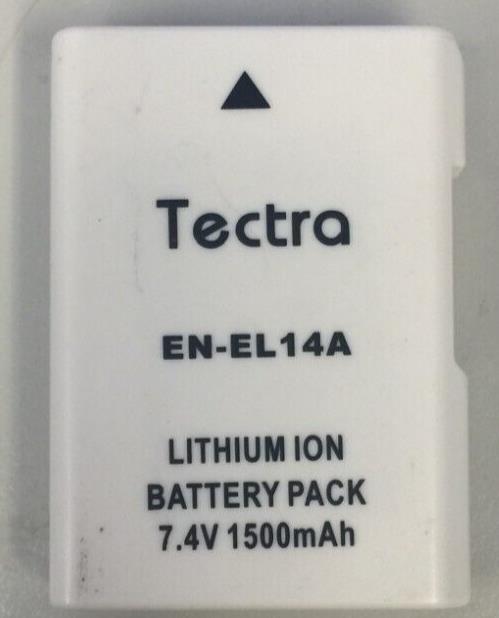 Tectra
EN-EL14A
LITHIUM ION
BATTERY PACK
7.4V 1500mAh